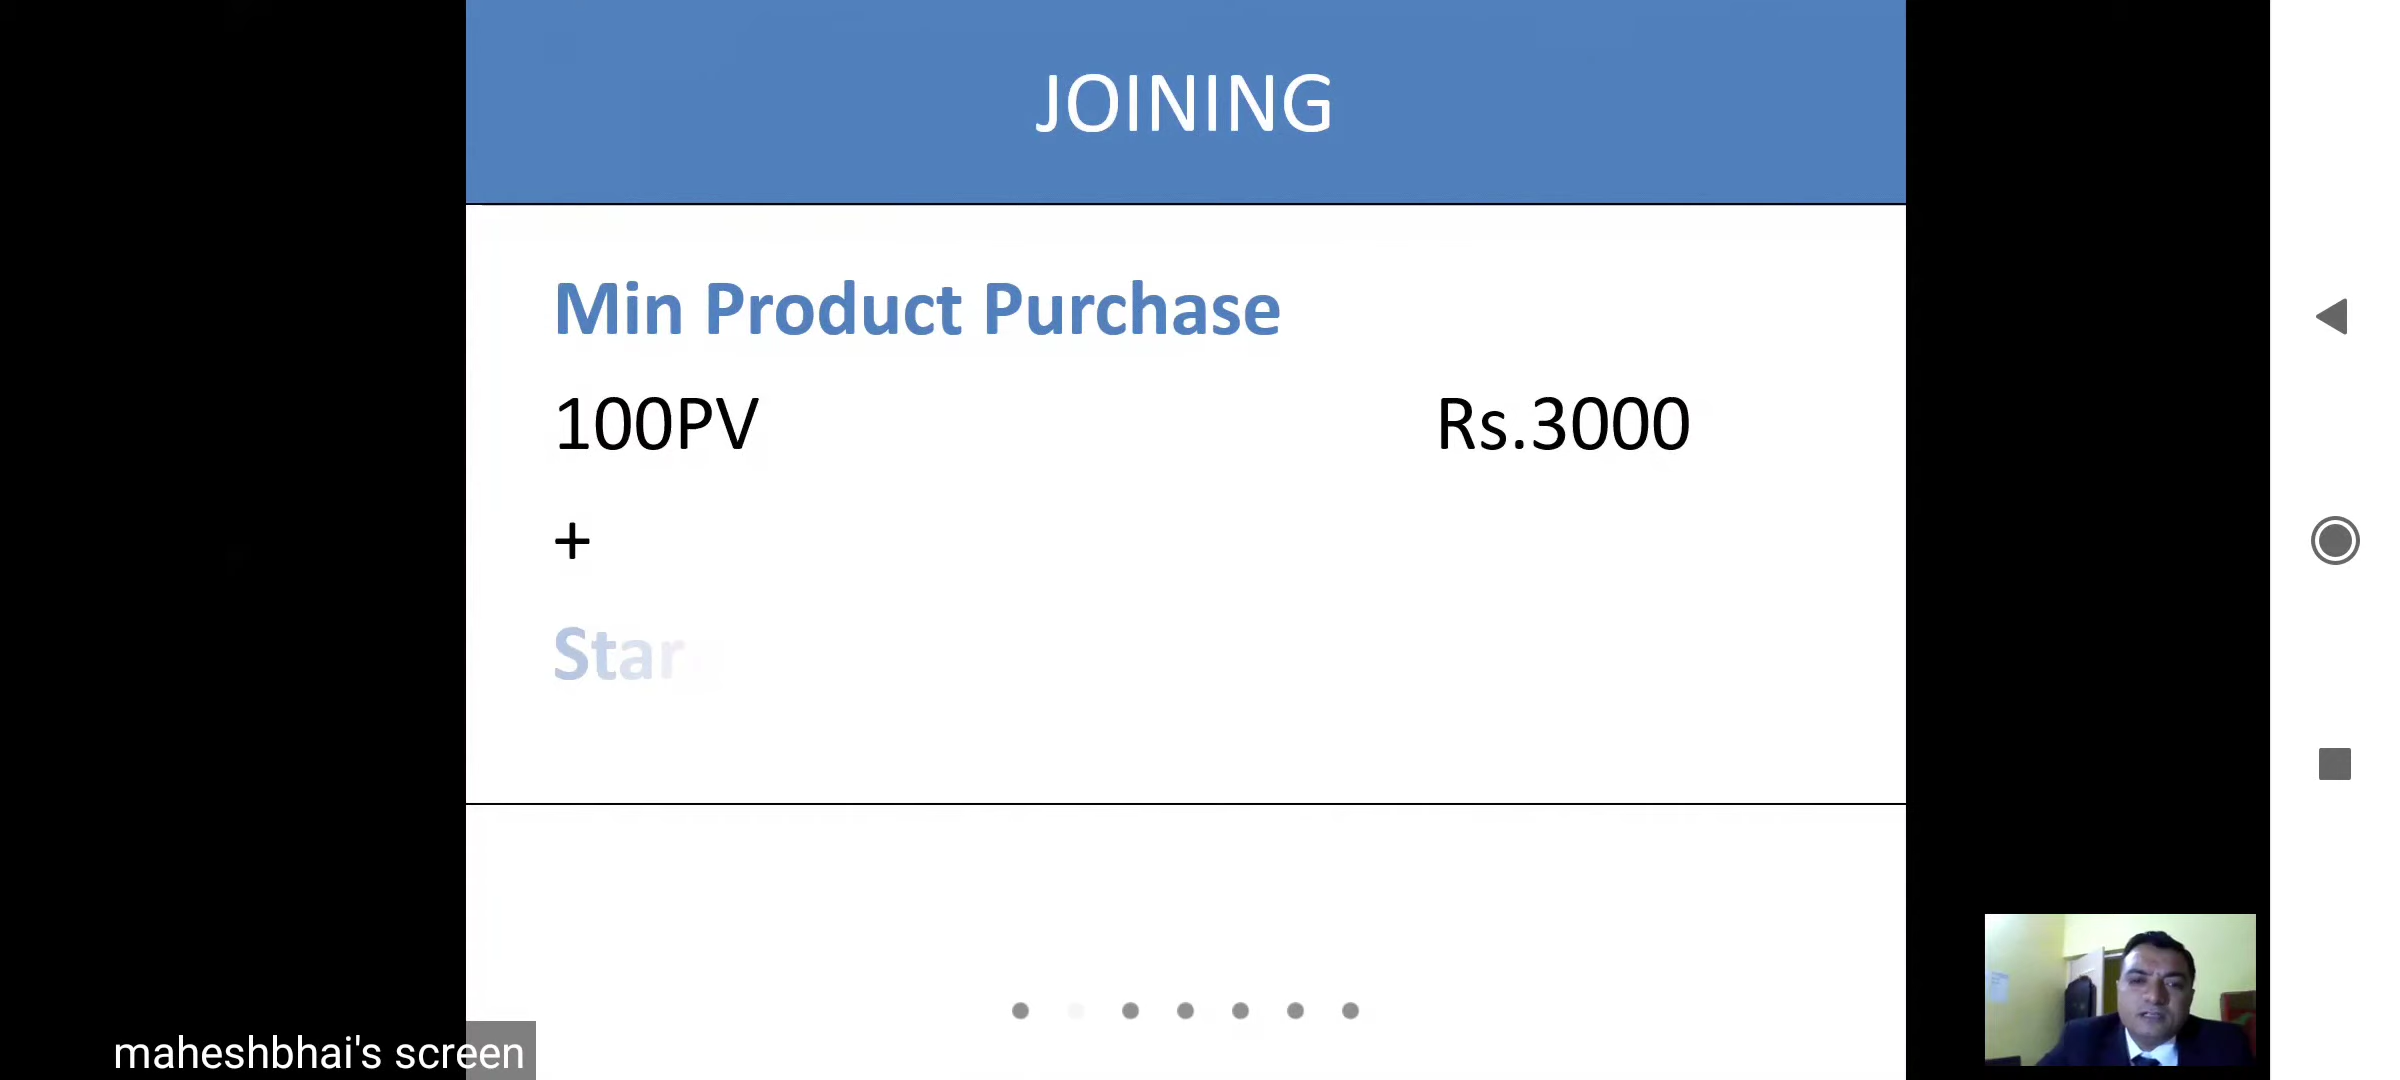 JOINING
Min Product Purchase
100PV Rs.3000
+
Star
maheshbhai's screen